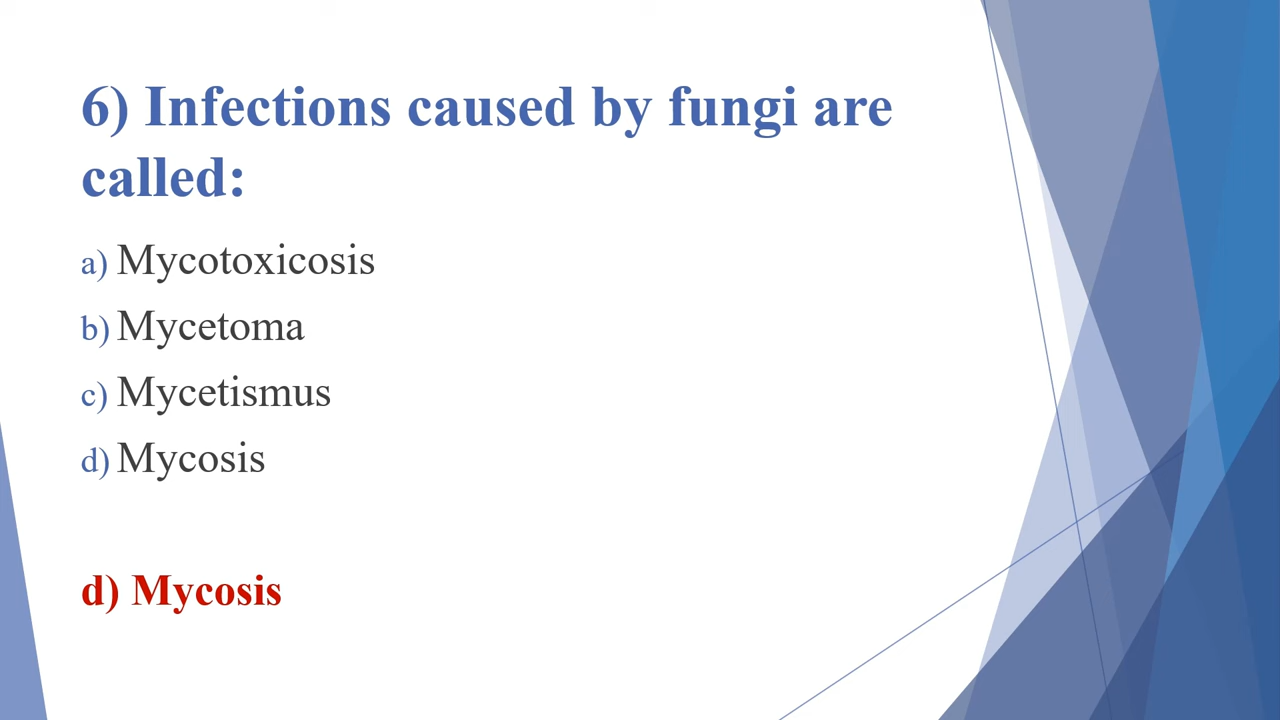 6) Infections caused by fungi are
called:
a) Mycotoxicosis
b) Mycetoma
c) Mycetismus
d) Mycosis
d) Mycosis